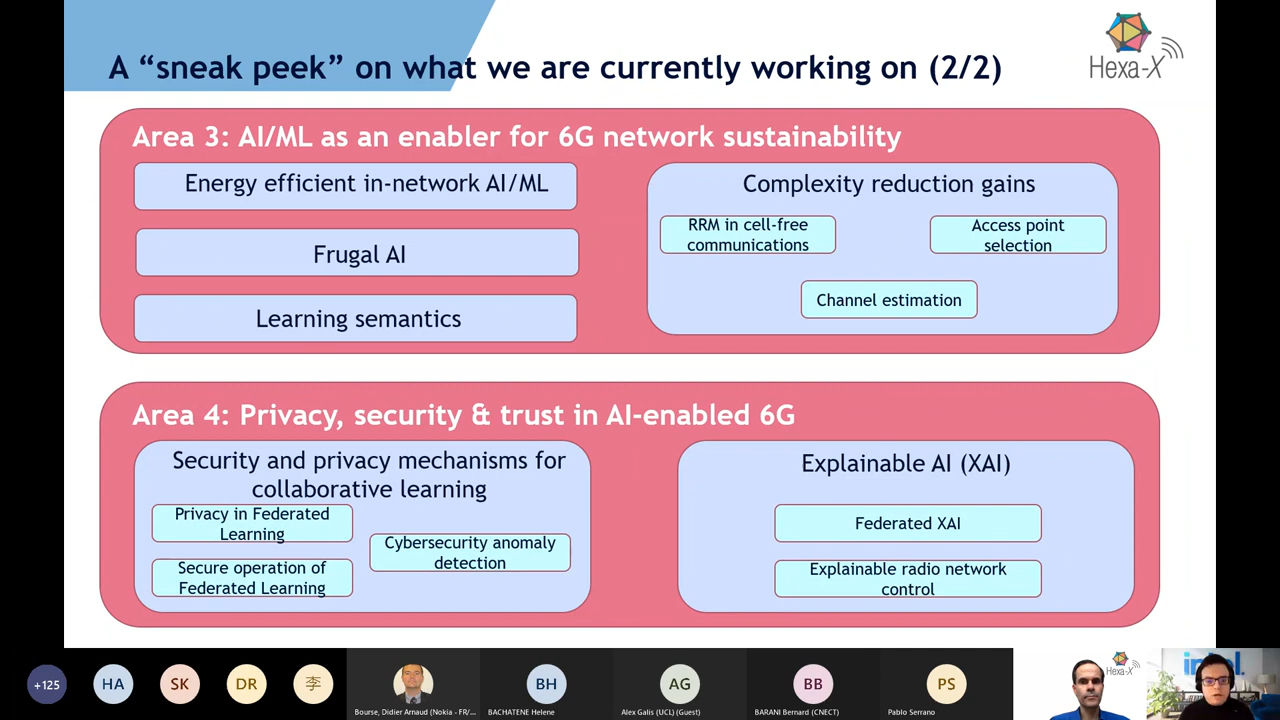 A “sneak peek” on what we are currently working on (2/2)
Hexa-X
Area 3: AI/ML as an enabler for 6G network sustainability
Energy efficient in-network AI/ML
Frugal AI
Learning semantics
Complexity reduction gains
RRM in cell-free
communications
Access point
selection
Channel estimation
Area 4: Privacy, security & trust in AI-enabled 6G
Security and privacy mechanisms for
collaborative learning
Privacy in Federated
Learning
Secure operation of
Federated Learning
Cybersecurity anomaly
detection
Explainable AI (XAI)
Federated XAI
Explainable radio network
control
+125
HA
SK
DR
李
Bourse, Didier Arnaud (Nokia - FR/...
BH
BACHATENE Helene
AG
Alex Galis (UCL) (Guest)
BB
BARANI Bernard (CNECT)
PS
Pablo Serrano
Hexa-X
intel